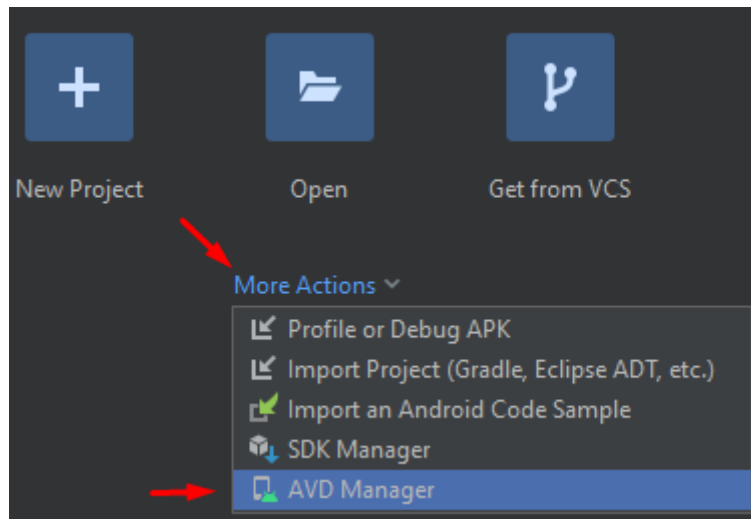 New Project
Open
Get from VCS
More Actions
Profile or Debug APK
Import Project (Gradle, Eclipse ADT, etc.)
Import an Android Code Sample
SDK Manager
AVD Manager